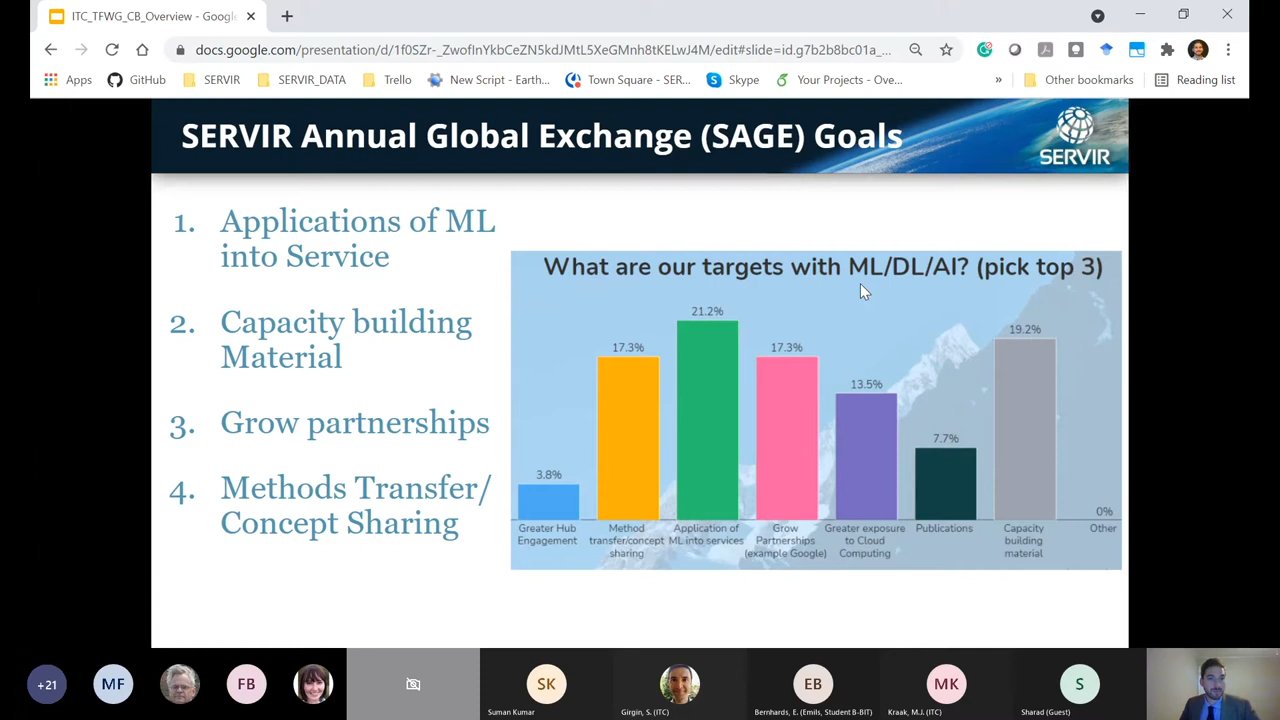 ITC_TFWG_CB_Overview - Google
docs.google.com/presentation/d/1f0SZr-_ZwofInYkbCeZN5kdJMtL5XeGMnh8tKELwJ4M/edit#slide=id.g7b2b8bc01a_...
Apps GitHub SERVIR SERVIR_DATA Trello New Script - Earth... Town Square - SER... Skype Your Projects - Ove... » Other bookmarks Reading list
SERVIR Annual Global Exchange (SAGE) Goals
SERVIR
1. Applications of ML
into Service
2. Capacity building
Material
3. Grow partnerships
4. Methods Transfer/
Concept Sharing
What are our targets with ML/DL/AI? (pick top 3)
3.8%
17.3%
21.2%
17.3%
13.5%
7.7%
19.2%
0%
Greater Hub
Engagement
Method
transfer/concept
sharing
Application of
ML into services
Grow
Partnerships
(example Google)
Greater exposure
to Cloud
Computing
Publications
Capacity
building
material
Other
+21
MF
FB
SK
Suman Kumar
Girgin, S. (ITC)
EB
Bernhards, E. (Emils, Student B-BIT)
MK
Kraak, M.J. (ITC)
S
Sharad (Guest)